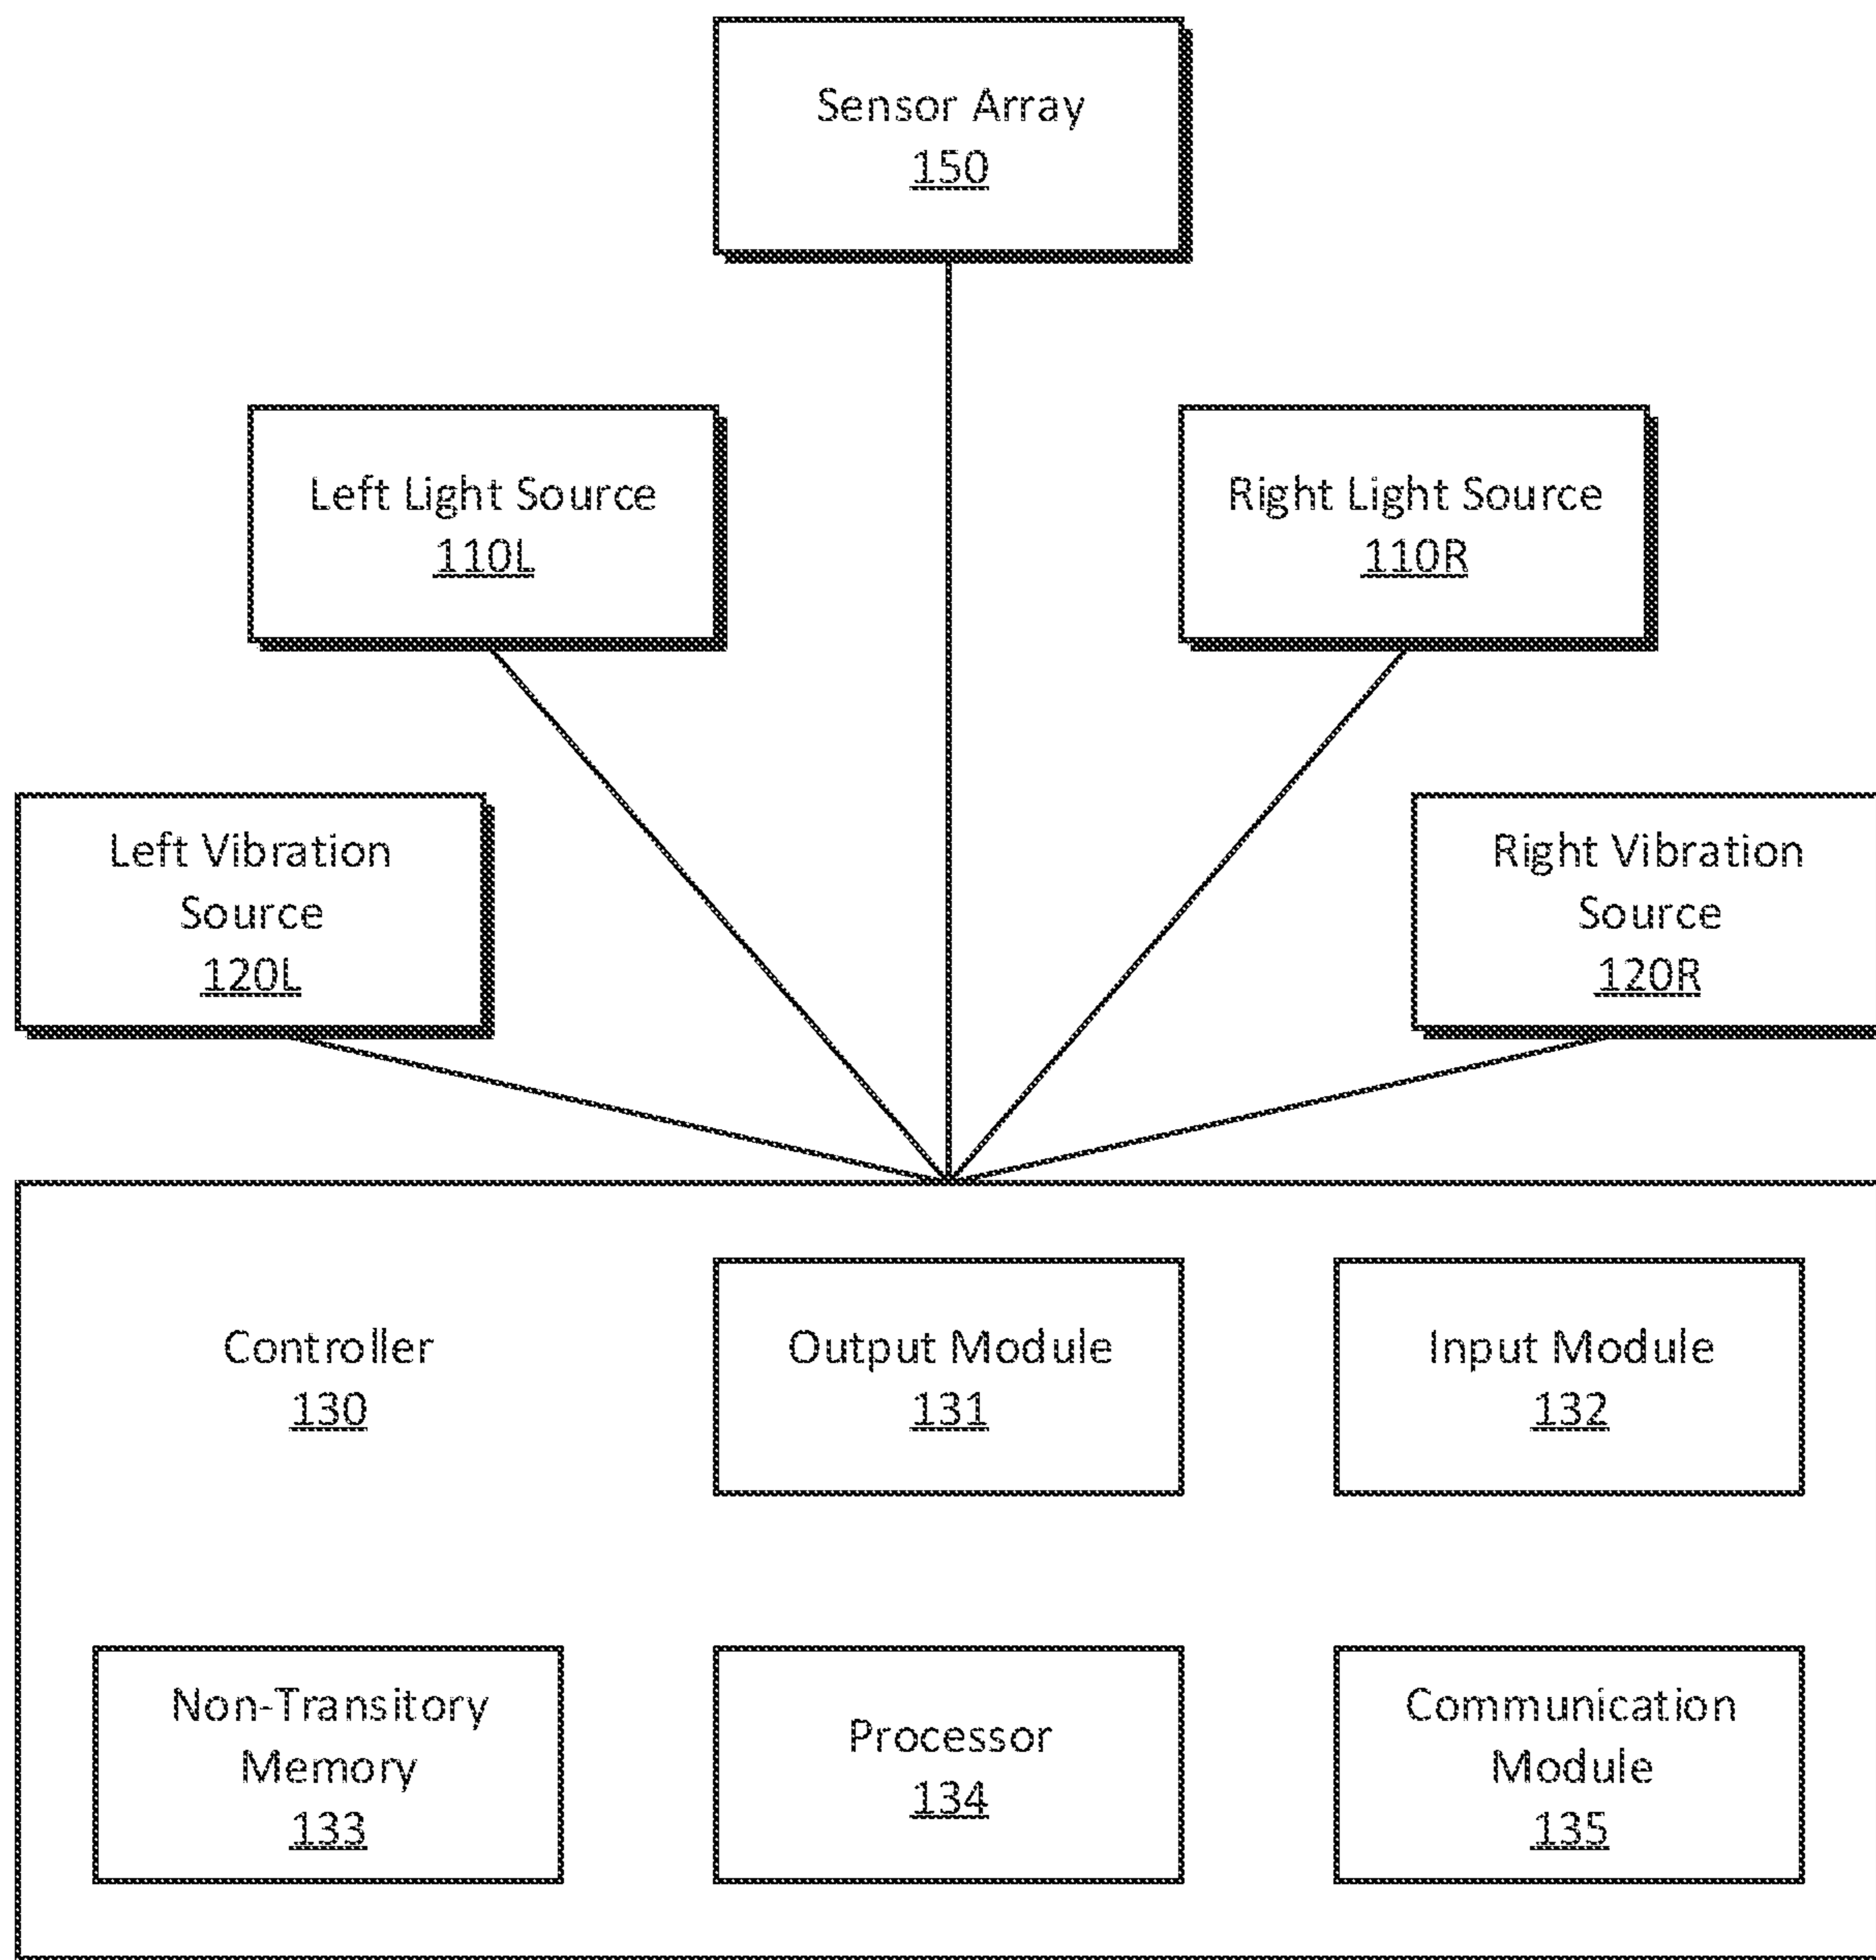 Sensor Array
150
Left Light Source
110L
Right Light Source
110R
Left Vibration
Source
120L
Right Vibration
Source
120R
Controller
130
Output Module
131
Input Module
132
Non-Transitory
Memory
133
Processor
134
Communication
Module
135